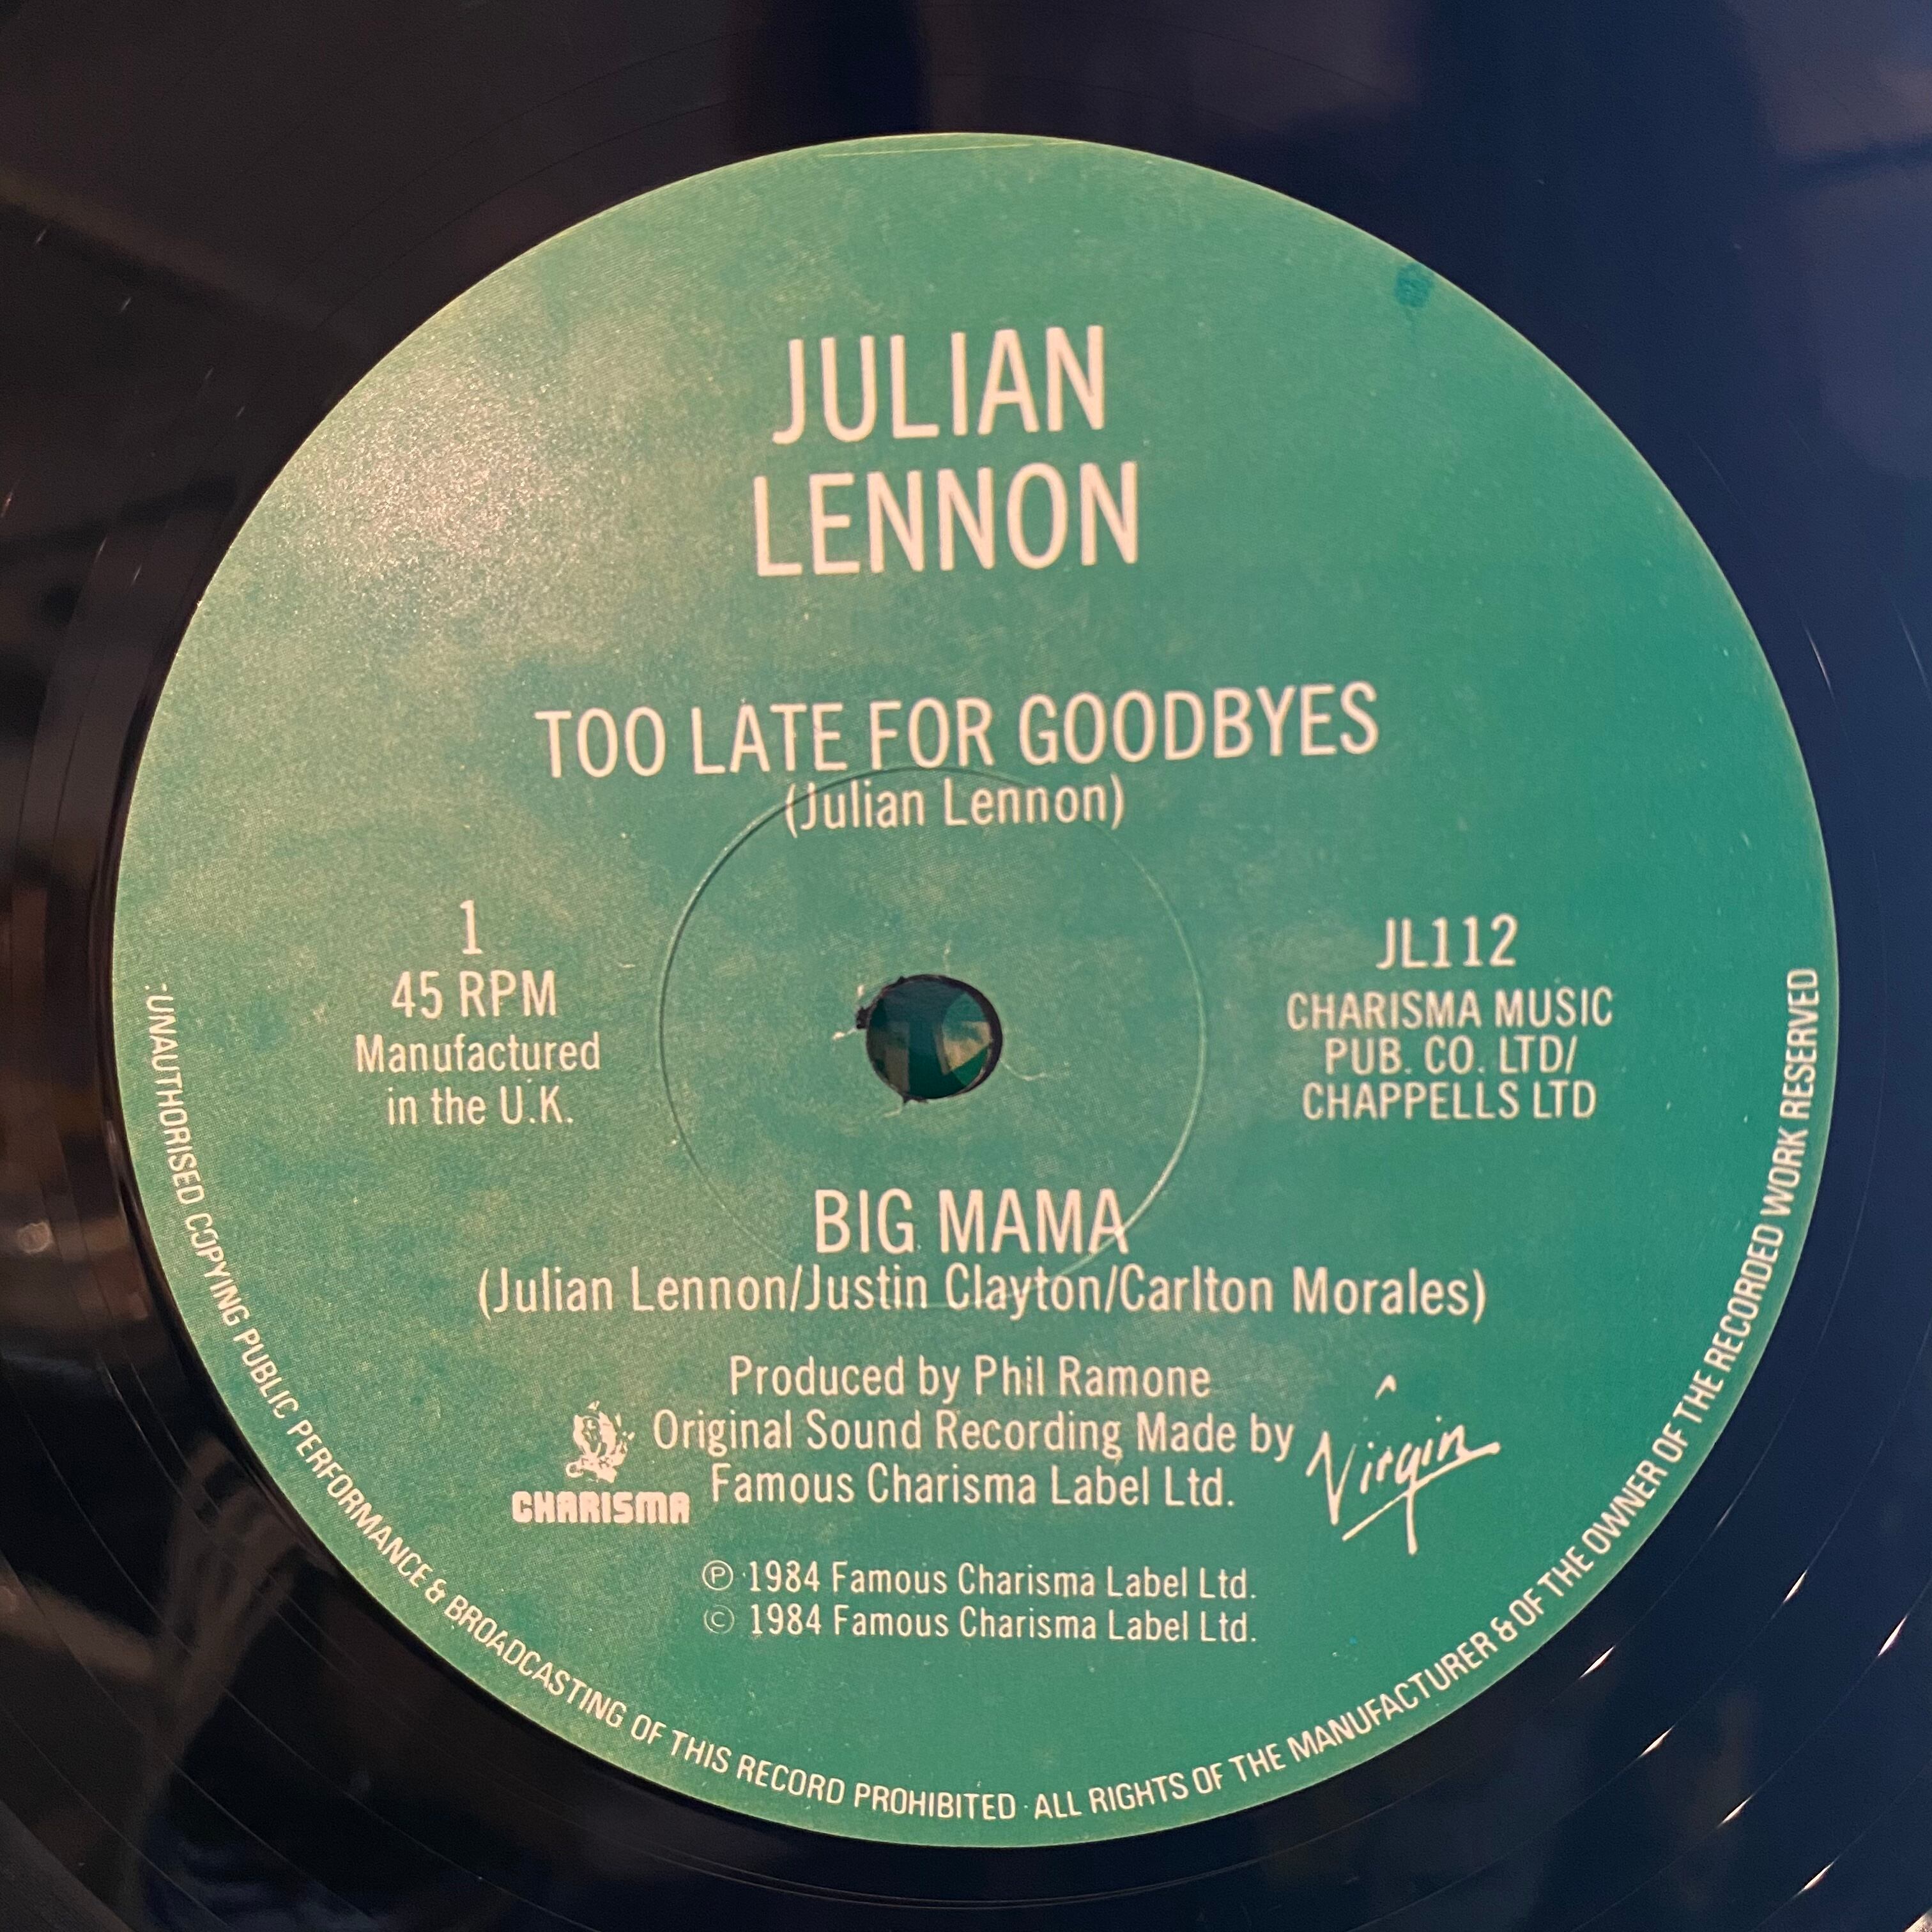 JULIAN
LENNON
TOO LATE FOR GOODBYES
(Julian Lennon)
1
45 RPM
Manufactured
in the U.K.
JL112
CHARISMA MUSIC
PUB. CO. LTD/
CHAPPELLS LTD
BIG MAMA
(Julian Lennon/Justin Clayton/Carlton Morales)
Produced by Phil Ramone
Original Sound Recording Made by
Famous Charisma Label Ltd.
CHARISMA
Virgin
℗ 1984 Famous Charisma Label Ltd.
© 1984 Famous Charisma Label Ltd.
UNAUTHORISED COPYING PUBLIC PERFORMANCE & BROADCASTING OF THIS RECORD PROHIBITED · ALL RIGHTS OF THE MANUFACTURER & OF THE OWNER OF THE RECORDED WORK RESERVED